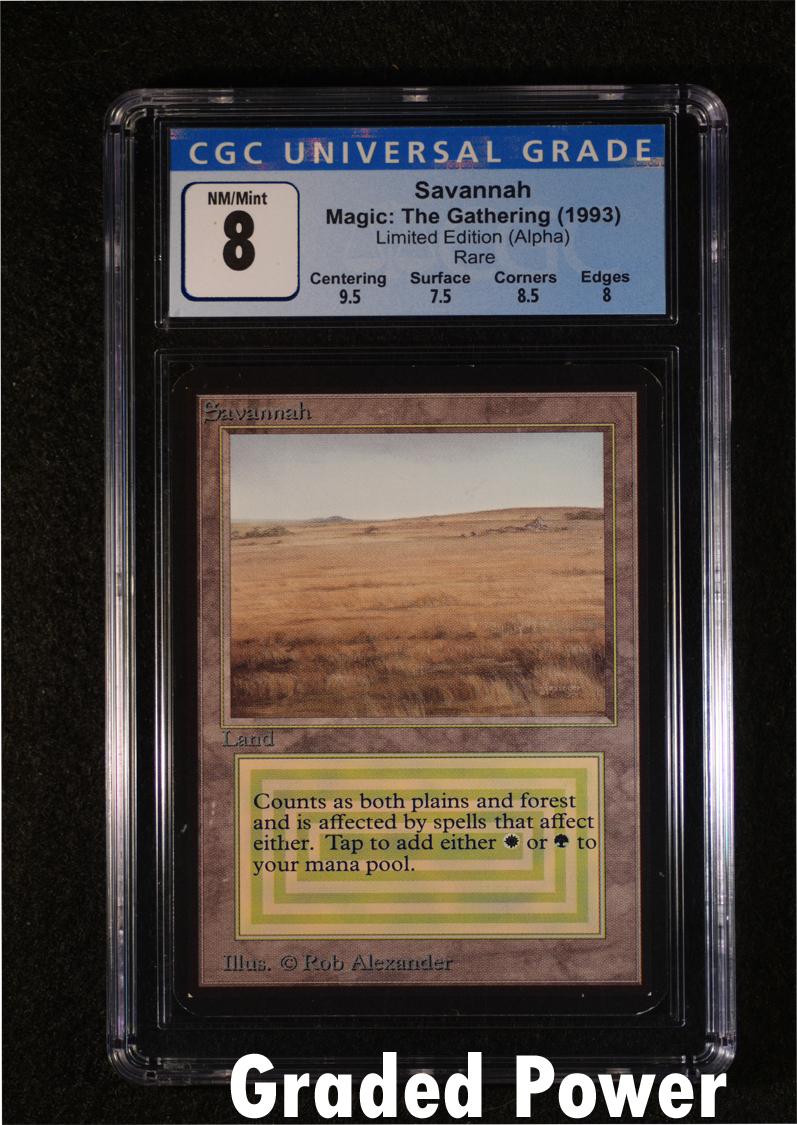 CGC UNIVERSAL GRADE
NM/Mint
8
Savannah
Magic: The Gathering (1993)
Limited Edition (Alpha)
Rare
Centering Surface Corners Edges
9.5 7.5 8.5 8
Savannah
Land
Counts as both plains and forest
and is affected by spells that affect
either. Tap to add either or to
your mana pool.
Illus. © Rob Alexander
Graded Power